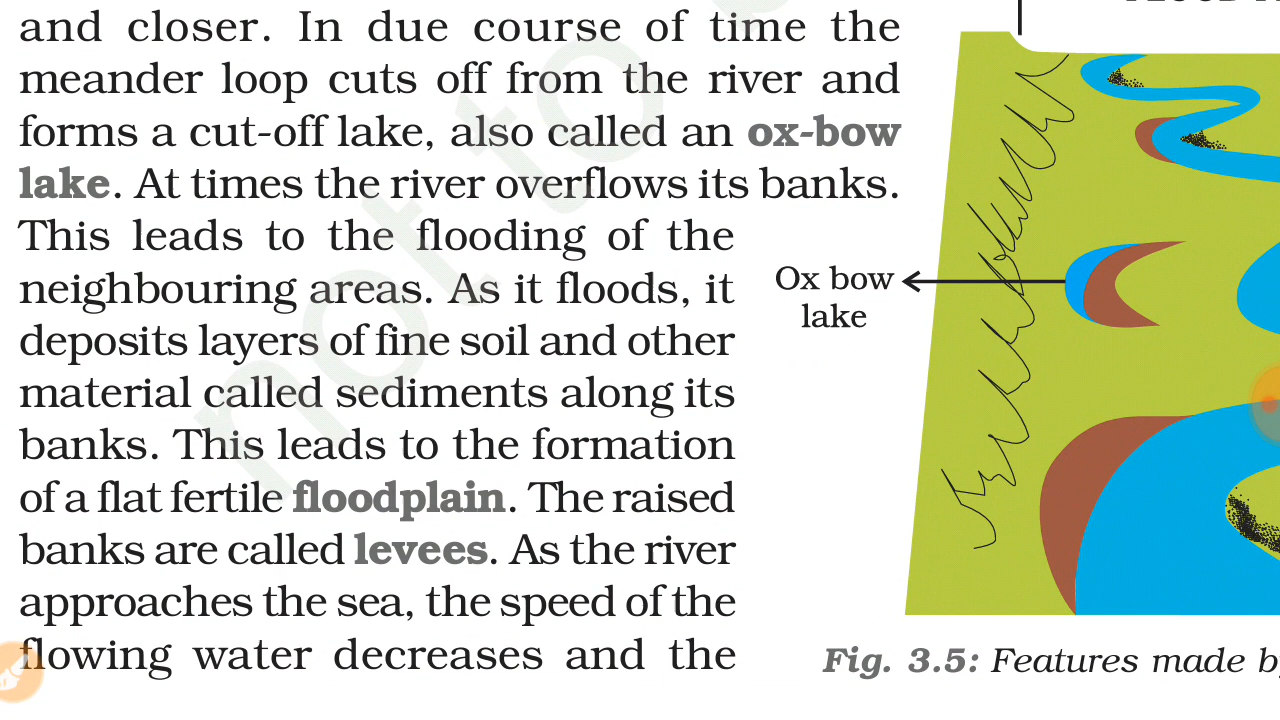 and closer. In due course of time the
meander loop cuts off from the river and
forms a cut-off lake, also called an ox-bow
lake. At times the river overflows its banks.
This leads to the flooding of the
neighbouring areas. As it floods, it
deposits layers of fine soil and other
material called sediments along its
banks. This leads to the formation
of a flat fertile floodplain. The raised
banks are called levees. As the river
approaches the sea, the speed of the
flowing water decreases and the
Ox bow
lake
Fig. 3.5: Features made
not to